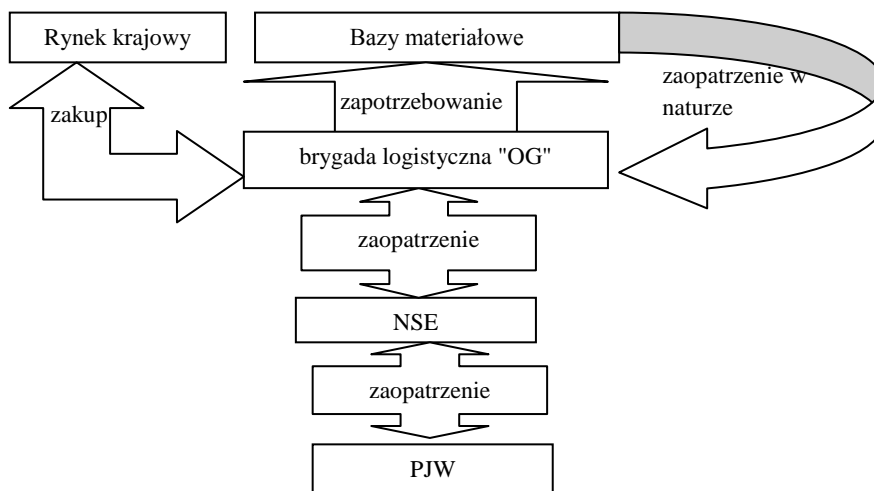 Rynek krajowy
Bazy materiałowe
zaopatrzenie w
naturze
zapotrzebowanie
zakup
brygada logistyczna "OG"
zaopatrzenie
NSE
zaopatrzenie
PJW